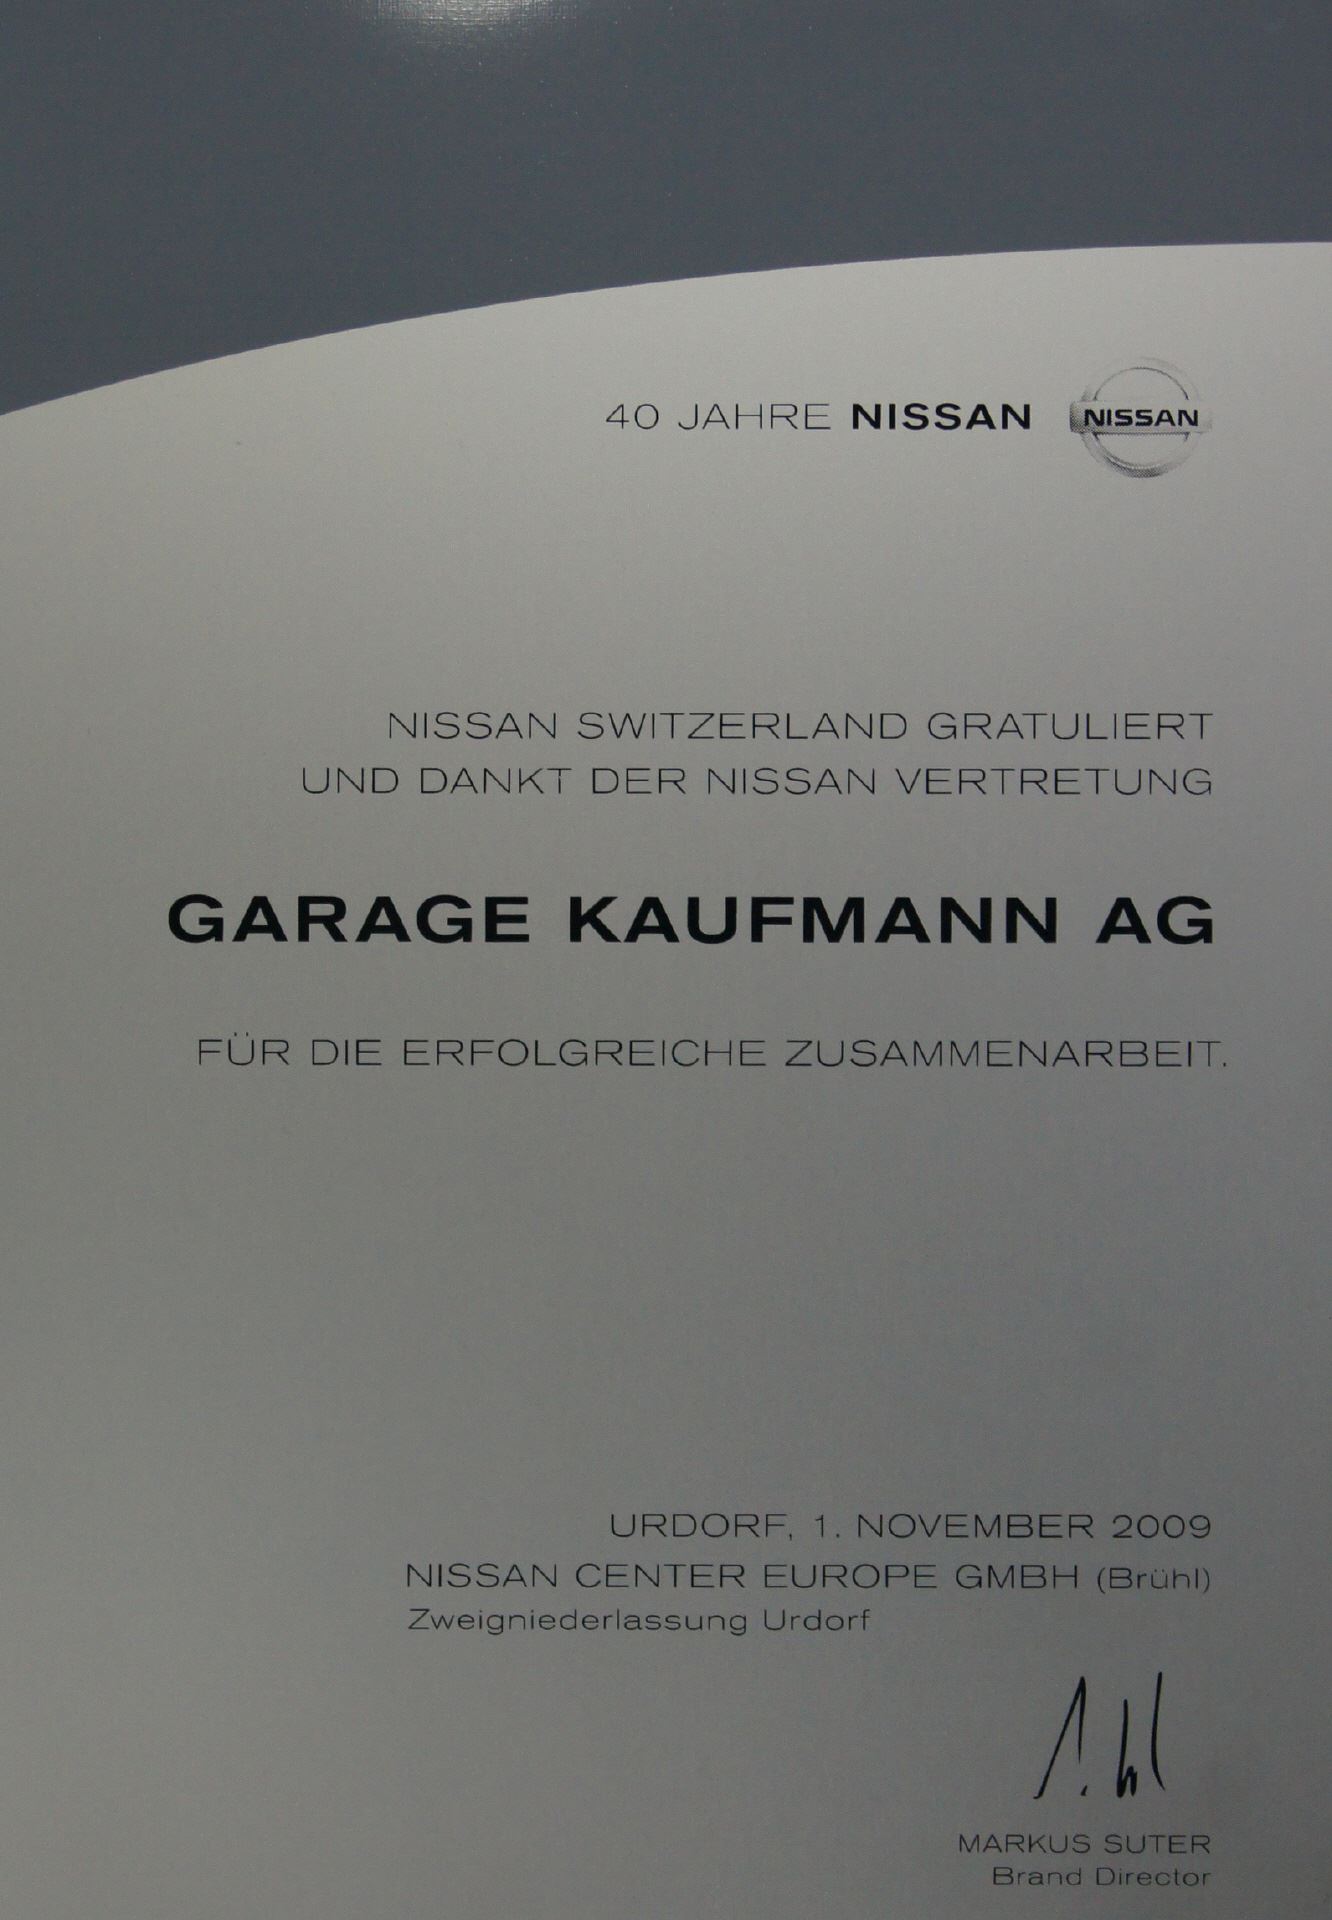 40 JAHRE NISSAN NISSAN
NISSAN SWITZERLAND GRATULIERT
UND DANKT DER NISSAN VERTRETUNG
GARAGE KAUFMANN AG
FÜR DIE ERFOLGREICHE ZUSAMMENARBEIT.
URDORF, 1. NOVEMBER 2009
NISSAN CENTER EUROPE GMBH (Brühl)
Zweigniederlassung Urdorf
MARKUS SUTER
Brand Director